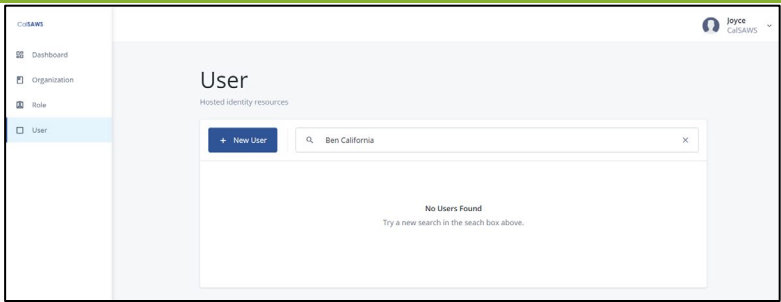 CalSAWS
Joyce
CalSAWS
Dashboard
Organization
Role
User
User
Hosted identity resources
+ New User
Ben California
No Users Found
Try a new search in the seach box above.